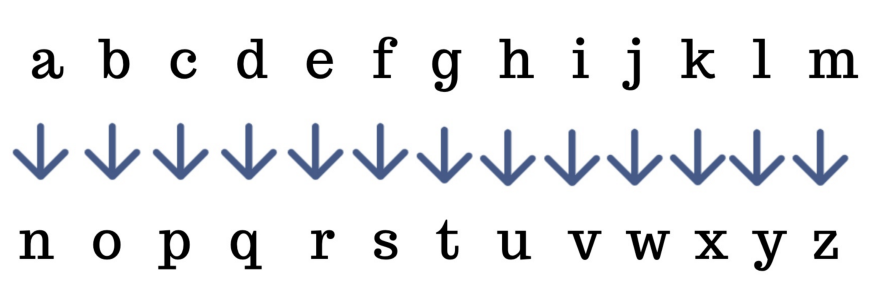 a b c d e f g h i j k l m
n o p q r s t u v w x y z